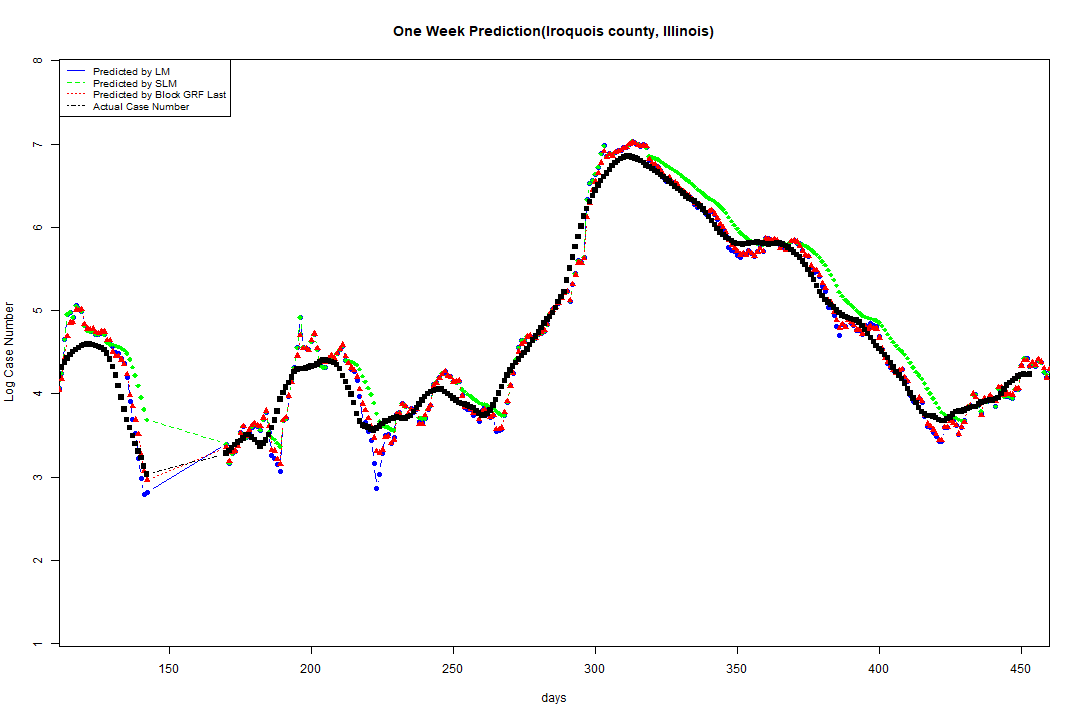 One Week Prediction(Iroquois county, Illinois)
Predicted by LM
Predicted by SLM
Predicted by Block GRF Last
Actual Case Number
Log Case Number
8
7
6
5
4
3
2
1
150 200 250 300 350 400 450
days